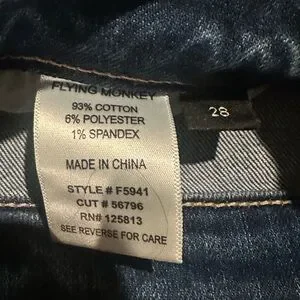 FLYING MONKEY
93% COTTON
6% POLYESTER
1% SPANDEX
MADE IN CHINA
STYLE # F5941
CUT # 56796
RN# 125813
SEE REVERSE FOR CARE
28